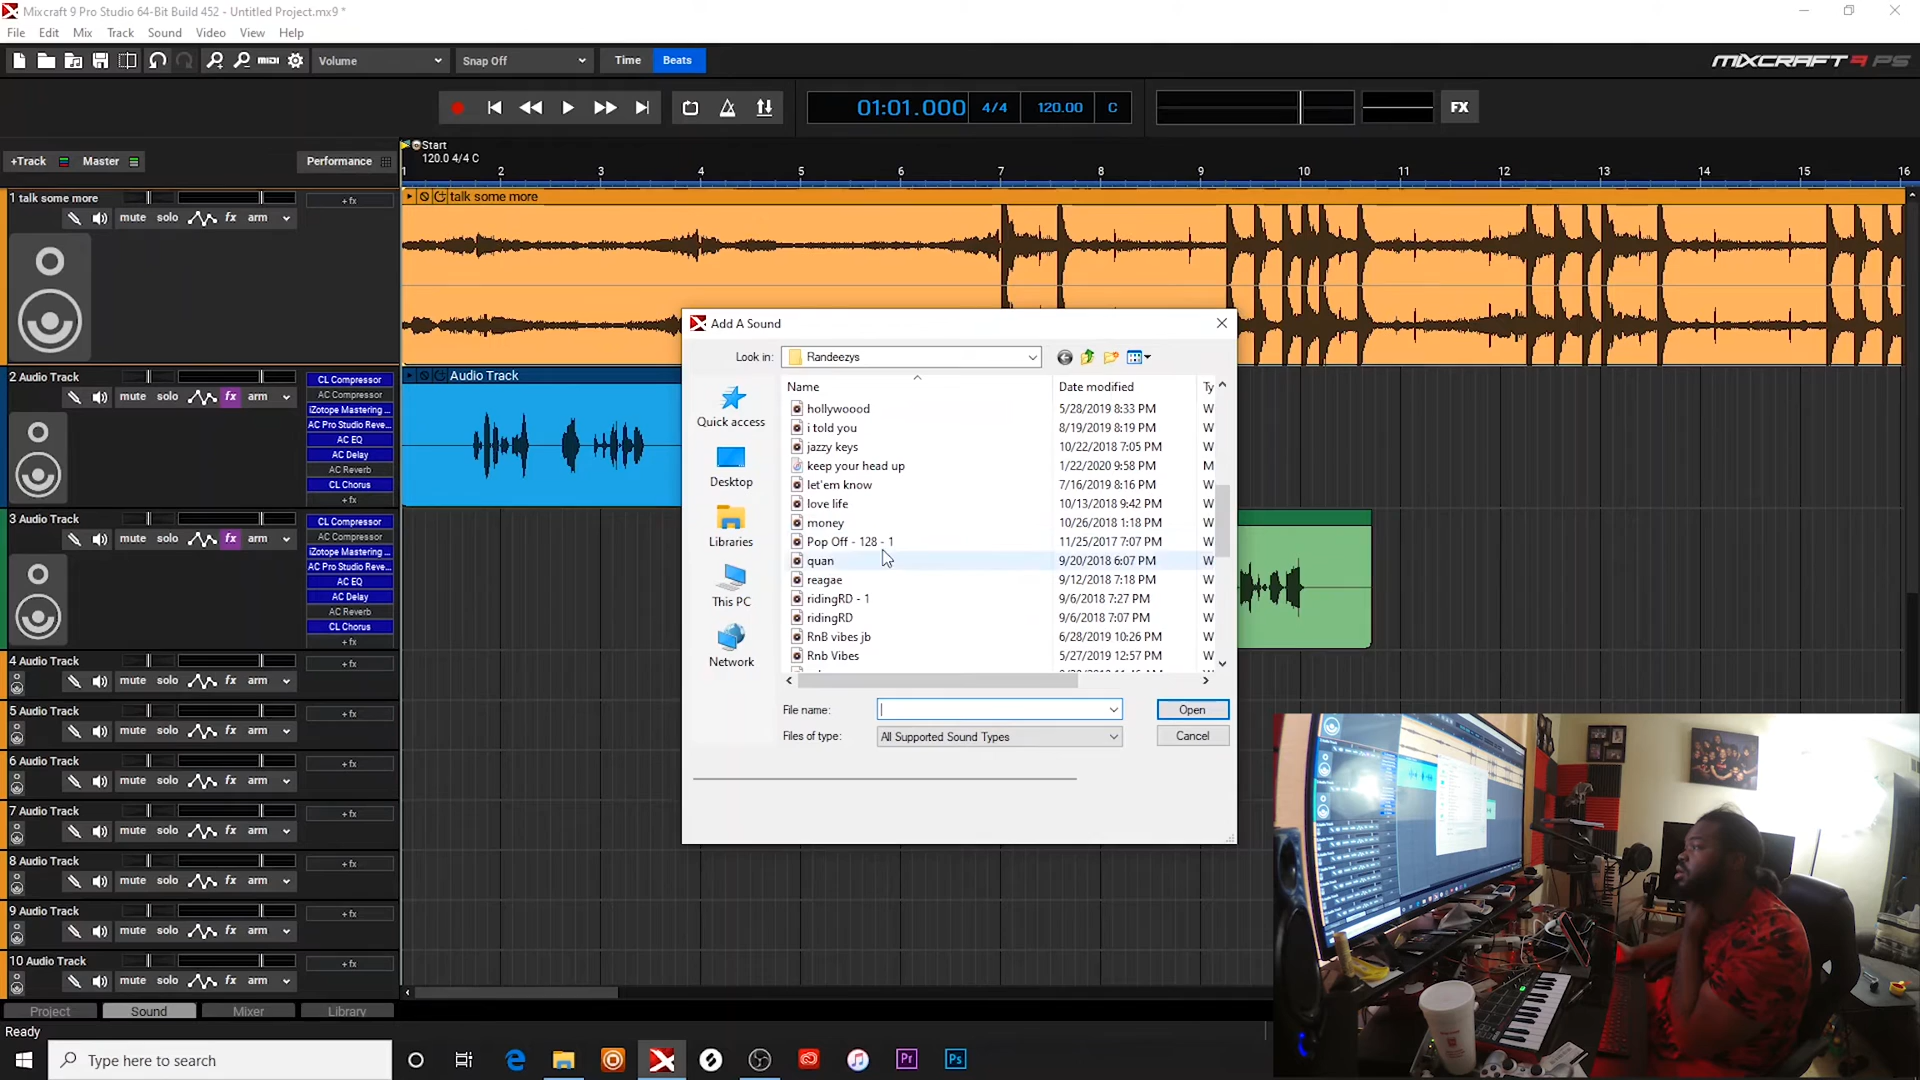 Mixcraft 9 Pro Studio 64-Bit Build 452 - Untitled Project.mx9 *
File Edit Mix Track Sound Video View Help
MIDI Volume Snap Off Time Beats MIXCRAFT 9 PS
01:01.000 4/4 120.00 C FX
+Track Master Performance
Start
120.0 4/4 C
1 2 3 4 5 6 7 8 9 10 11 12 13 14 15 16
1 talk some more
+ fx
talk some more
mute solo fx arm
2 Audio Track
mute solo fx arm
CL Compressor
AC Compressor
iZotope Mastering ...
AC Pro Studio Reve...
AC EQ
AC Delay
AC Reverb
CL Chorus
+ fx
Audio Track
3 Audio Track
mute solo fx arm
CL Compressor
AC Compressor
iZotope Mastering ...
AC Pro Studio Reve...
AC EQ
AC Delay
AC Reverb
CL Chorus
+ fx
4 Audio Track
mute solo fx arm
+ fx
5 Audio Track
mute solo fx arm
+ fx
6 Audio Track
mute solo fx arm
+ fx
7 Audio Track
mute solo fx arm
+ fx
8 Audio Track
mute solo fx arm
+ fx
9 Audio Track
mute solo fx arm
+ fx
10 Audio Track
mute solo fx arm
+ fx
Add A Sound
Look in: Randeezys
Quick access
Desktop
Libraries
This PC
Network
Name Date modified Ty
hollywoood 5/28/2019 8:33 PM W
i told you 8/19/2019 8:19 PM W
jazzy keys 10/22/2018 7:05 PM W
keep your head up 1/22/2020 9:58 PM M
let'em know 7/16/2019 8:16 PM W
love life 10/13/2018 9:42 PM W
money 10/26/2018 1:18 PM W
Pop Off - 128 - 1 11/25/2017 7:07 PM W
quan 9/20/2018 6:07 PM W
reagae 9/12/2018 7:18 PM W
ridingRD - 1 9/6/2018 7:27 PM W
ridingRD 9/6/2018 7:07 PM W
RnB vibes jb 6/28/2019 10:26 PM W
Rnb Vibes 5/27/2019 12:57 PM W
File name: Open
Files of type: All Supported Sound Types Cancel
Project Sound Mixer Library
Ready
Type here to search
Pr Ps